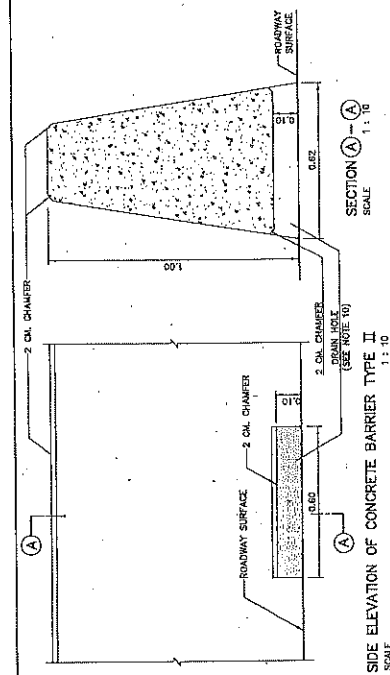 2 CM. CHAMFER
A
ROADWAY SURFACE
2 CM. CHAMFER
0.10
0.60
A
SIDE ELEVATION OF CONCRETE BARRIER TYPE II
SCALE 1 : 10
1.00
ROADWAY
SURFACE
0.10
0.62
2 CM. CHAMFER
DRAIN HOLE
(SEE NOTE 10)
SECTION A - A
SCALE 1 : 10